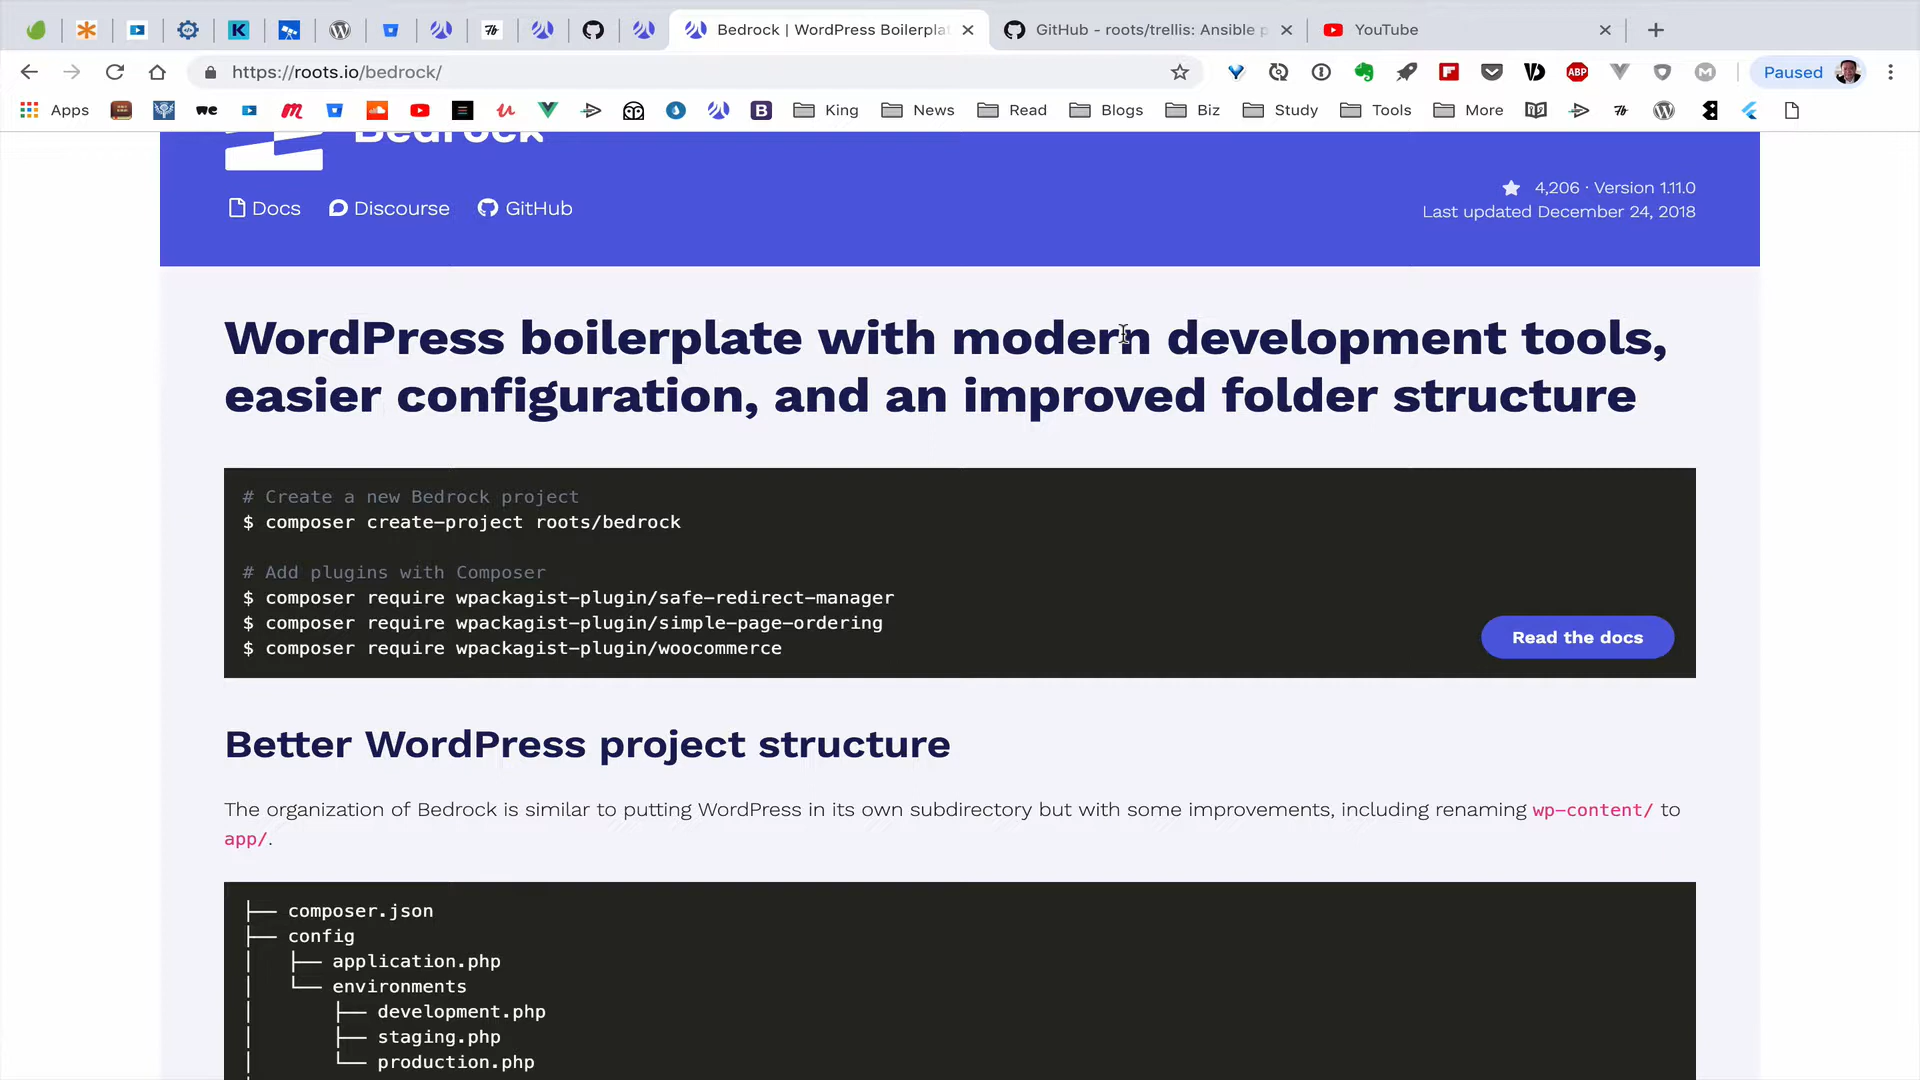 Bedrock | WordPress Boilerplat
GitHub - roots/trellis: Ansible p
YouTube
https://roots.io/bedrock/
ABP
Paused
Apps
we
King
News
Read
Blogs
Biz
Study
Tools
More
Bedrock
Docs
Discourse
GitHub
4,206 · Version 1.11.0
Last updated December 24, 2018
WordPress boilerplate with modern development tools,
easier configuration, and an improved folder structure
# Create a new Bedrock project
$ composer create-project roots/bedrock
# Add plugins with Composer
$ composer require wpackagist-plugin/safe-redirect-manager
$ composer require wpackagist-plugin/simple-page-ordering
$ composer require wpackagist-plugin/woocommerce
Read the docs
Better WordPress project structure
The organization of Bedrock is similar to putting WordPress in its own subdirectory but with some improvements, including renaming wp-content/ to
app/.
├── composer.json
├── config
│   ├── application.php
│   └── environments
│       ├── development.php
│       ├── staging.php
│       └── production.php